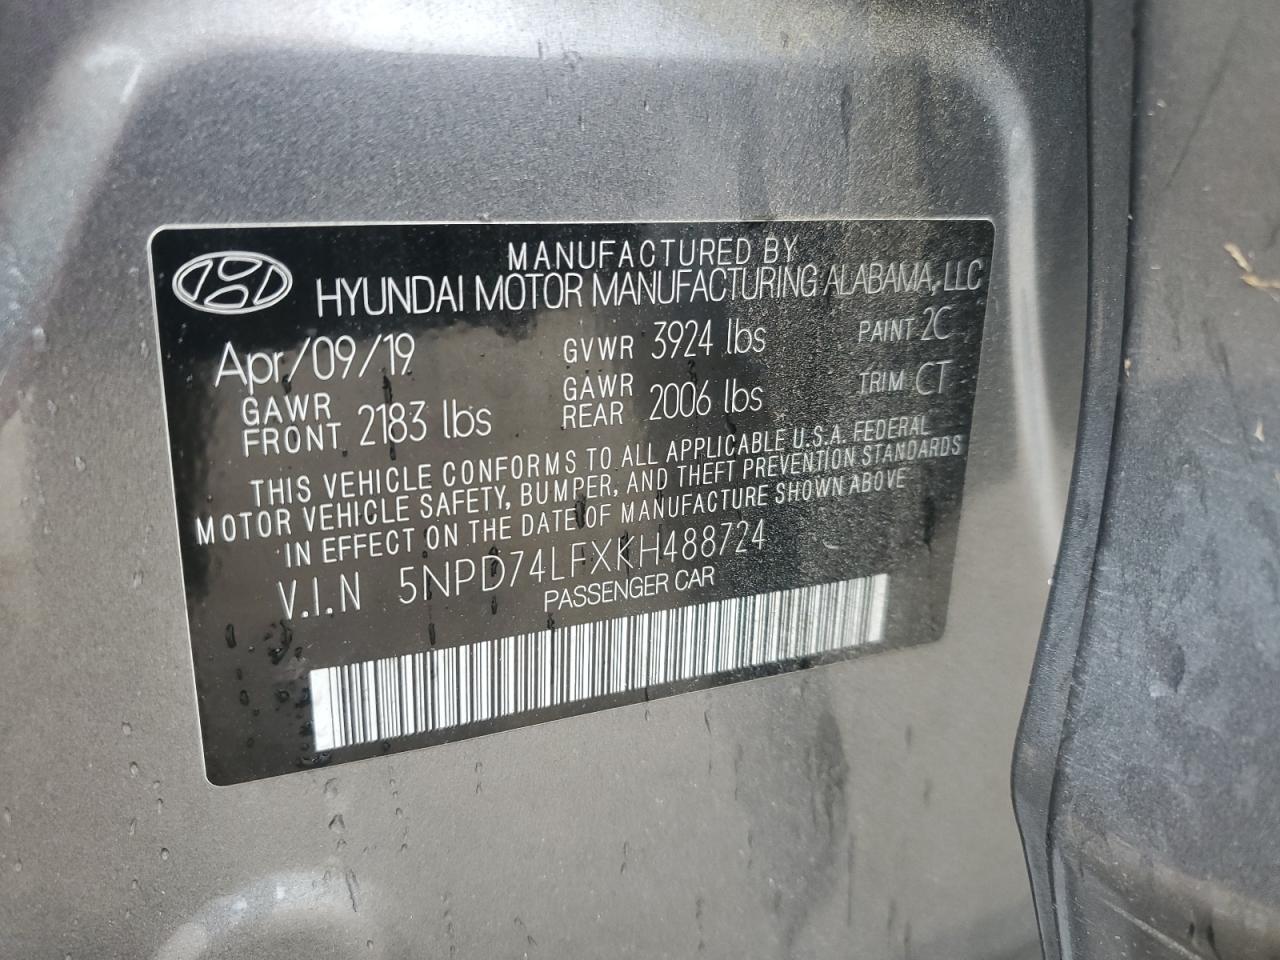 MANUFACTURED BY
HYUNDAI MOTOR MANUFACTURING ALABAMA, LLC
Apr/09/19 GVWR 3924 lbs PAINT 2C
GAWR FRONT 2183 lbs GAWR REAR 2006 lbs TRIM CT
THIS VEHICLE CONFORMS TO ALL APPLICABLE U.S.A. FEDERAL
MOTOR VEHICLE SAFETY, BUMPER, AND THEFT PREVENTION STANDARDS
IN EFFECT ON THE DATE OF MANUFACTURE SHOWN ABOVE
V.I.N 5NPD74LFXKH488724
PASSENGER CAR